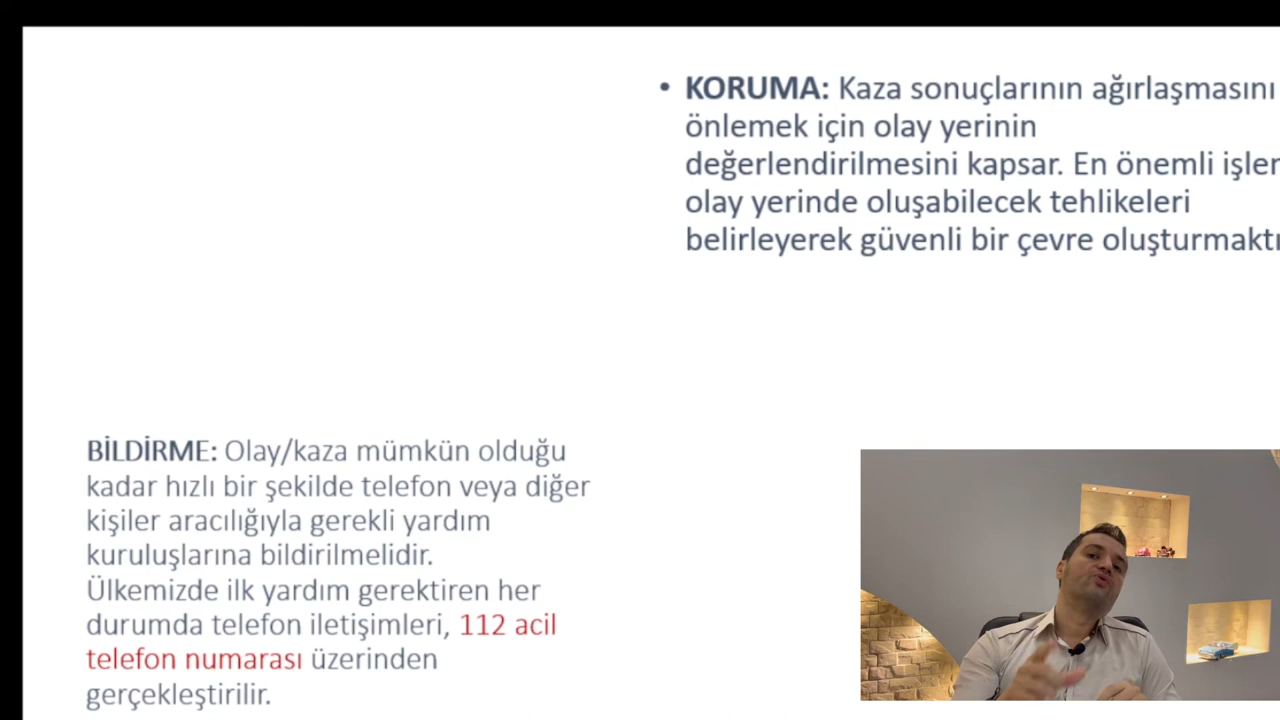 • KORUMA: Kaza sonuçlarının ağırlaşmasını
önlemek için olay yerinin
değerlendirilmesini kapsar. En önemli işlem
olay yerinde oluşabilecek tehlikeleri
belirleyerek güvenli bir çevre oluşturmaktı
BİLDİRME: Olay/kaza mümkün olduğu
kadar hızlı bir şekilde telefon veya diğer
kişiler aracılığıyla gerekli yardım
kuruluşlarına bildirilmelidir.
Ülkemizde ilk yardım gerektiren her
durumda telefon iletişimleri, 112 acil
telefon numarası üzerinden
gerçekleştirilir.